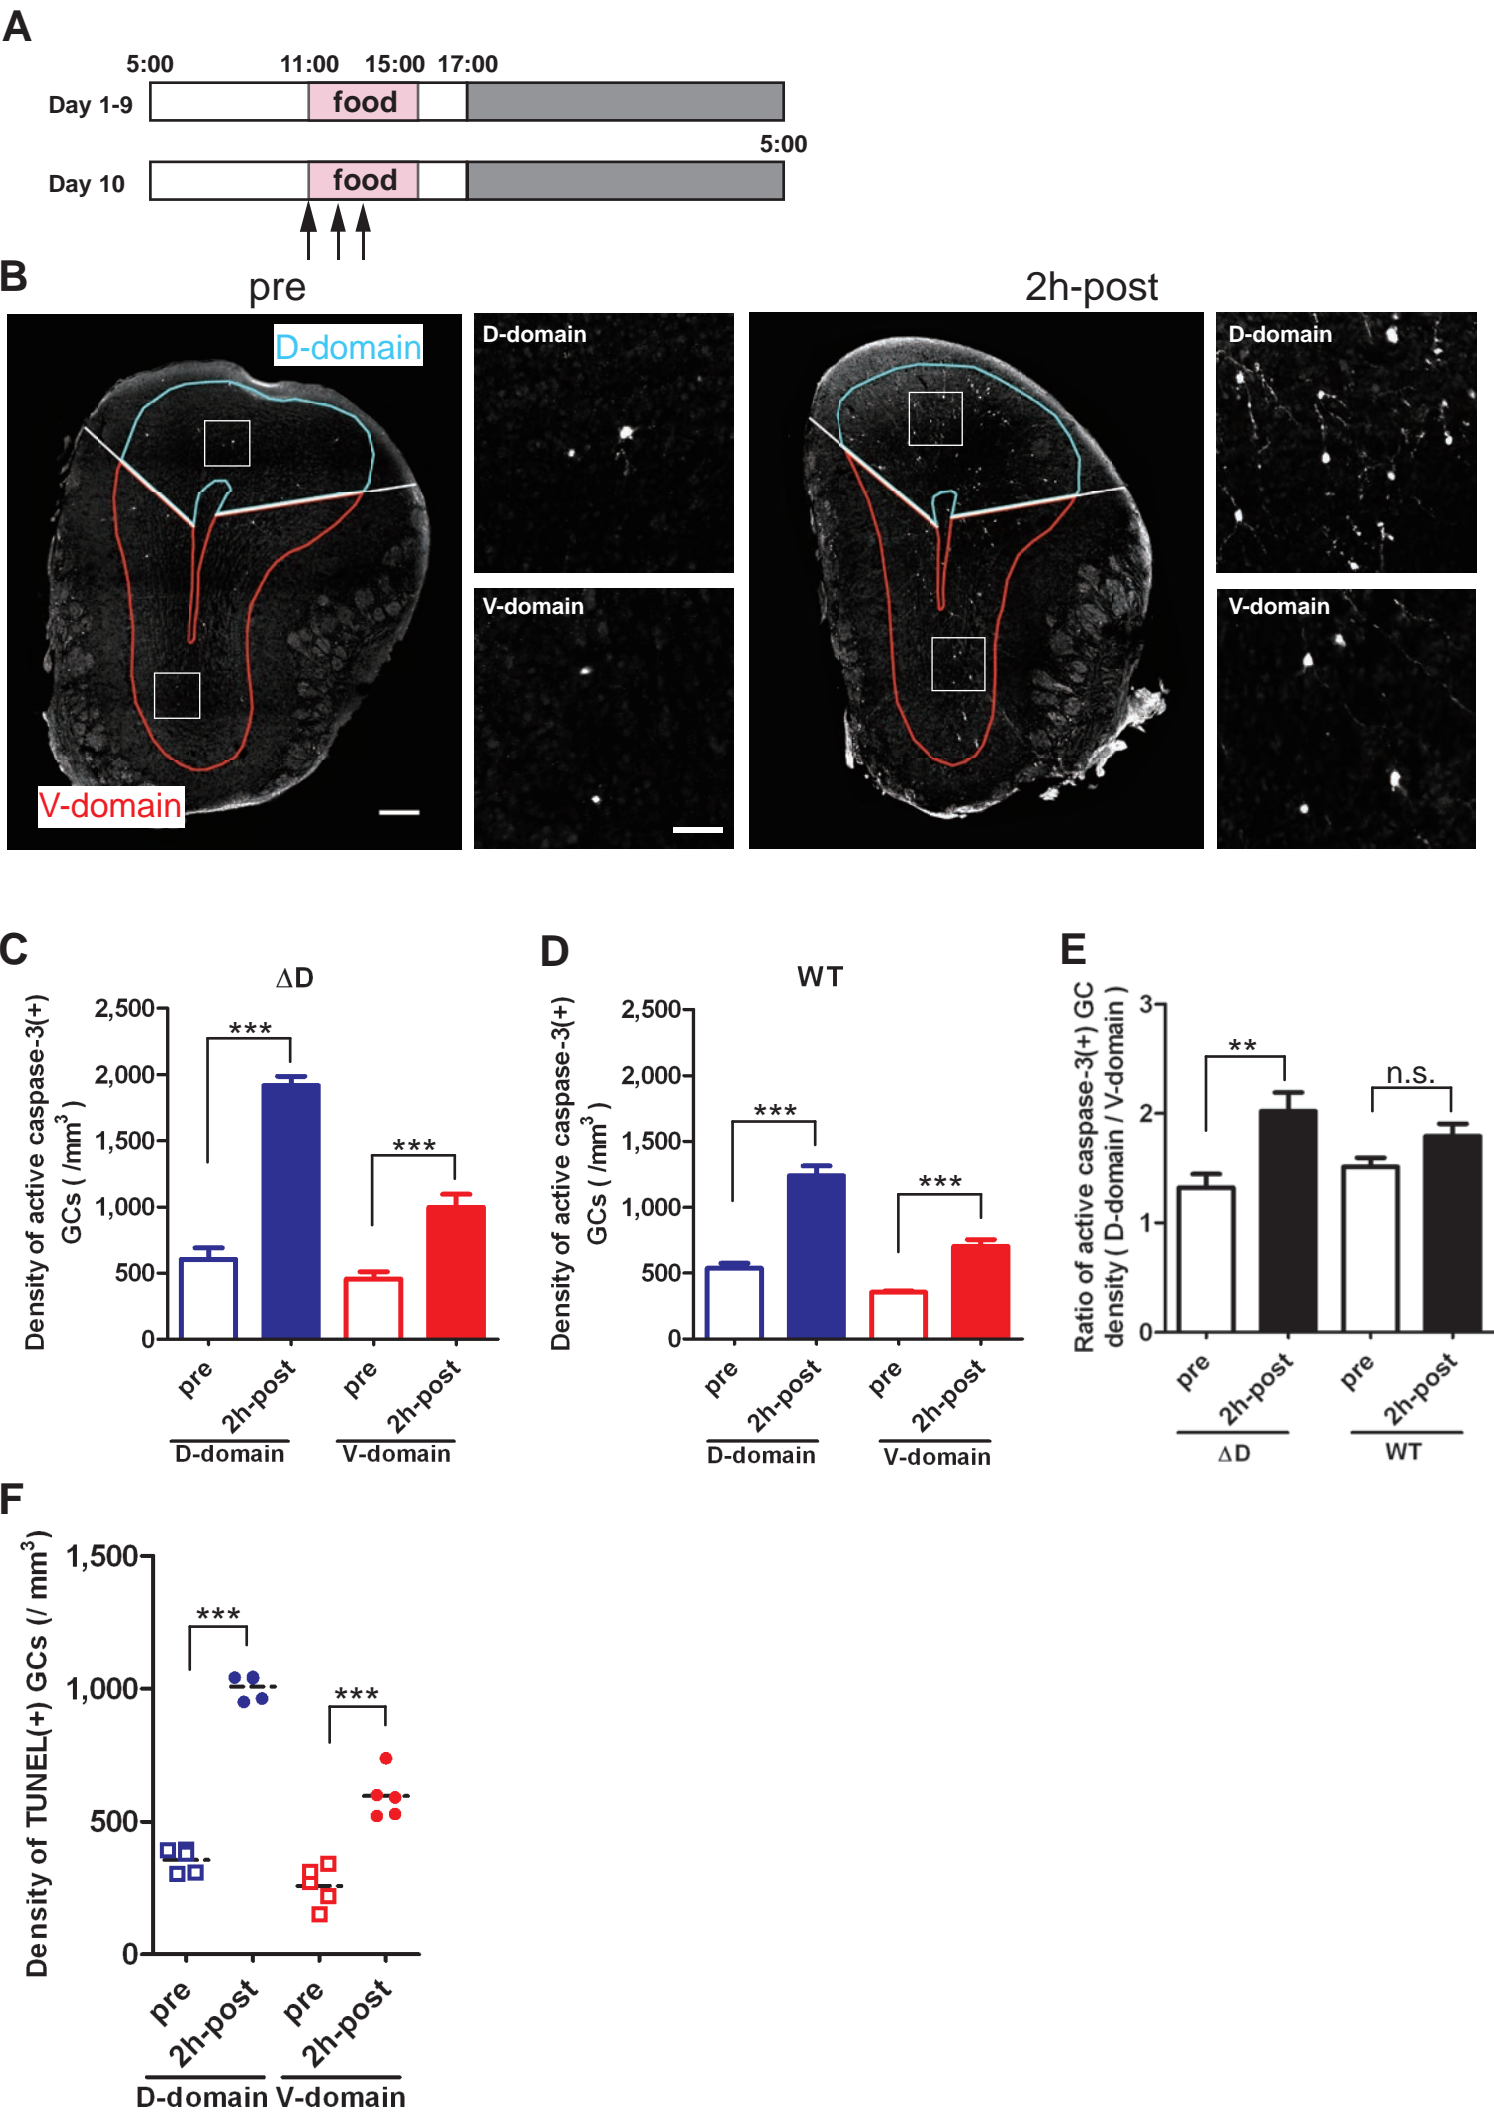 A
5:00 11:00 15:00 17:00
Day 1-9 food
5:00
Day 10 food
B
pre 2h-post
D-domain D-domain D-domain
V-domain V-domain
V-domain
C
ΔD
Density of active caspase-3(+)
GCs ( /mm3 )
2,500
2,000
1,500
1,000
500
0
***
***
pre 2h-post pre 2h-post
D-domain V-domain
D
WT
Density of active caspase-3(+)
GCs ( /mm3 )
2,500
2,000
1,500
1,000
500
0
***
***
pre 2h-post pre 2h-post
D-domain V-domain
E
Ratio of active caspase-3(+) GC
density ( D-domain / V-domain )
3
2
1
0
**
n.s.
pre 2h-post pre 2h-post
ΔD WT
F
Density of TUNEL(+) GCs (/ mm3)
1,500
1,000
500
0
***
***
pre 2h-post pre 2h-post
D-domain V-domain